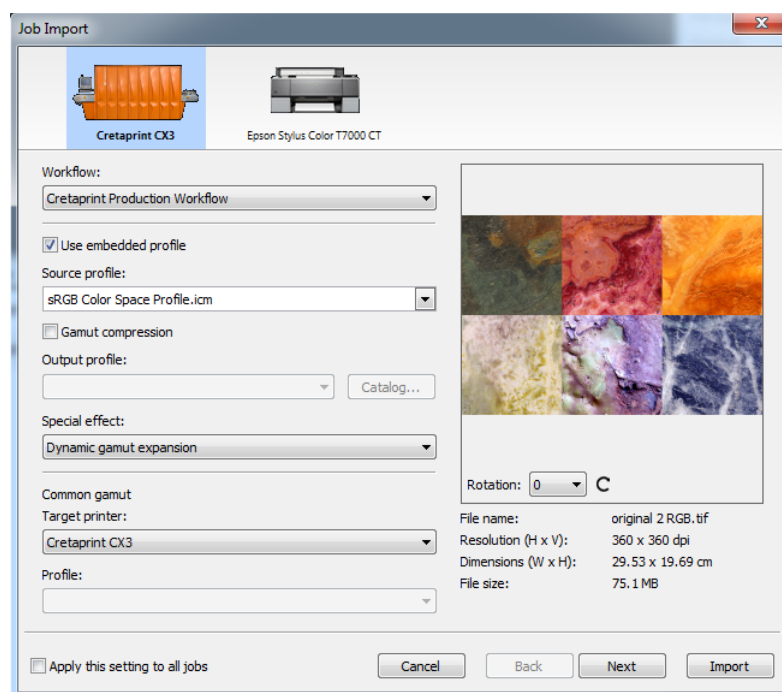 Job Import
Cretaprint CX3
Epson Stylus Color T7000 CT
Workflow:
Cretaprint Production Workflow
Use embedded profile
Source profile:
sRGB Color Space Profile.icm
Gamut compression
Output profile:
Catalog...
Special effect:
Dynamic gamut expansion
Common gamut
Target printer:
Cretaprint CX3
Profile:
Rotation: 0
File name: original 2 RGB.tif
Resolution (H x V): 360 x 360 dpi
Dimensions (W x H): 29.53 x 19.69 cm
File size: 75.1 MB
Apply this setting to all jobs
Cancel
Back
Next
Import